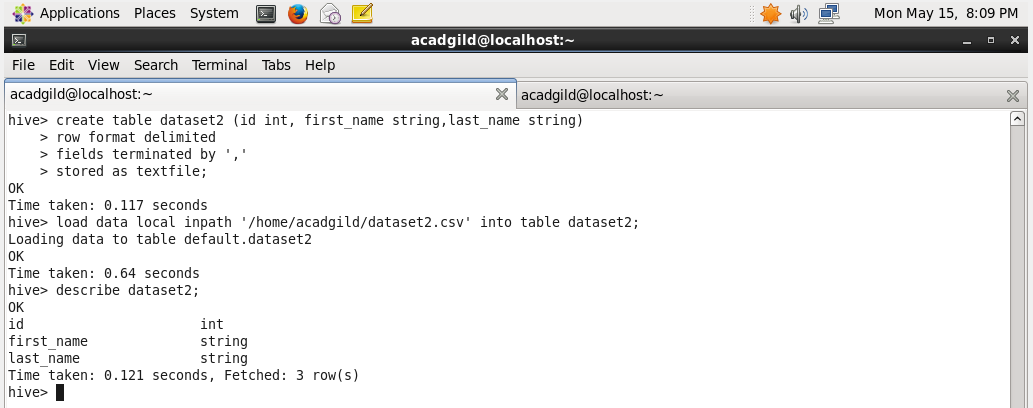 Applications Places System
Mon May 15, 8:09 PM
acadgild@localhost:~
File Edit View Search Terminal Tabs Help
acadgild@localhost:~
acadgild@localhost:~
hive> create table dataset2 (id int, first_name string,last_name string)
    > row format delimited
    > fields terminated by ','
    > stored as textfile;
OK
Time taken: 0.117 seconds
hive> load data local inpath '/home/acadgild/dataset2.csv' into table dataset2;
Loading data to table default.dataset2
OK
Time taken: 0.64 seconds
hive> describe dataset2;
OK
id                      int
first_name              string
last_name               string
Time taken: 0.121 seconds, Fetched: 3 row(s)
hive>